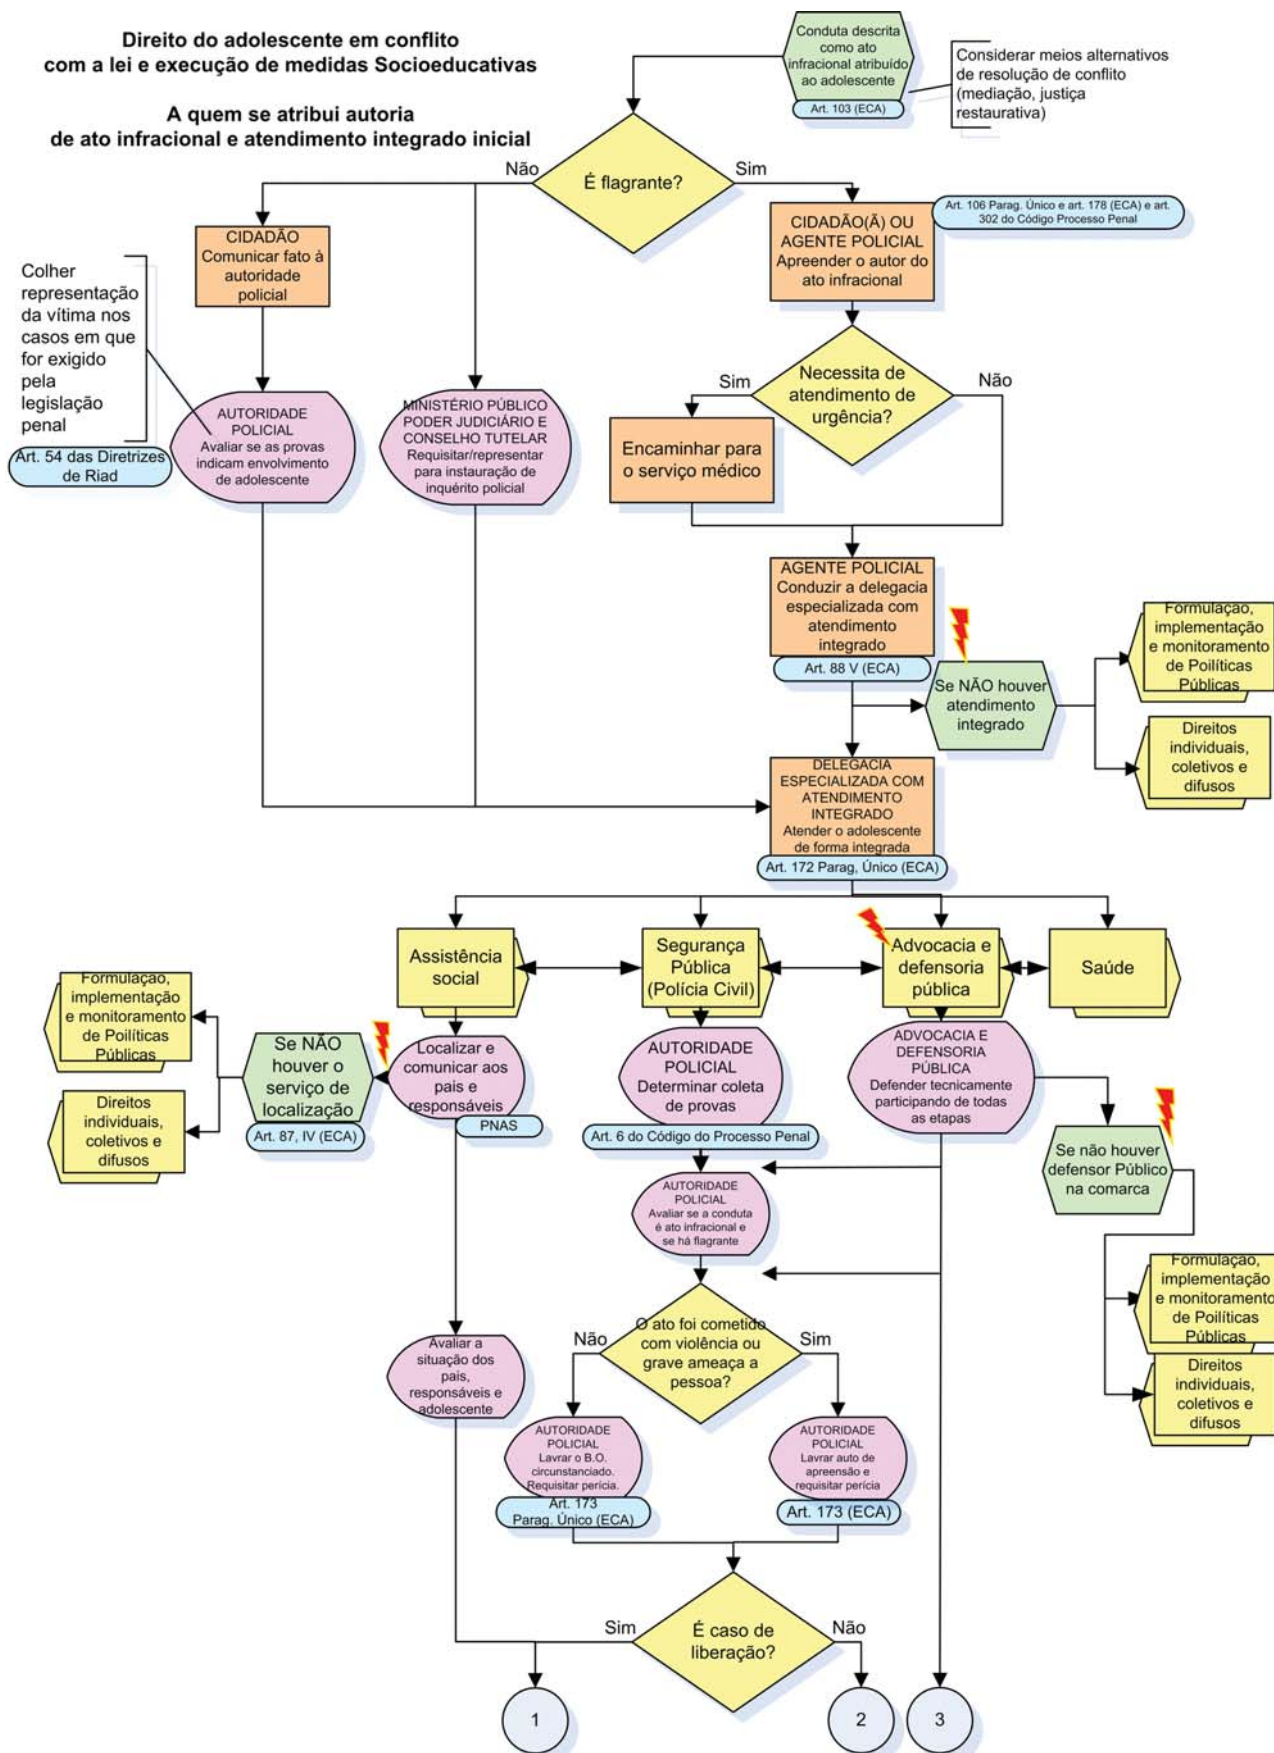 Direito do adolescente em conflito
com a lei e execução de medidas Socioeducativas
A quem se atribui autoria
de ato infracional e atendimento integrado inicial
Conduta descrita
como ato
infracional atribuído
ao adolescente
Art. 103 (ECA)
Considerar meios alternativos
de resolução de conflito
(mediação, justiça
restaurativa)
É flagrante?
Não
Sim
CIDADÃO
Comunicar fato à
autoridade
policial
CIDADÃO(Ã) OU
AGENTE POLICIAL
Apreender o autor do
ato infracional
Art. 106 Parag. Único e art. 178 (ECA) e art.
302 do Código Processo Penal
Colher
representação
da vítima nos
casos em que
for exigido
pela
legislação
penal
Art. 54 das Diretrizes
de Riad
AUTORIDADE
POLICIAL
Avaliar se as provas
indicam envolvimento
de adolescente
MINISTÉRIO PÚBLICO
PODER JUDICIÁRIO E
CONSELHO TUTELAR
Requisitar/representar
para instauração de
inquérito policial
Necessita de
atendimento de
urgência?
Sim
Não
Encaminhar para
o serviço médico
AGENTE POLICIAL
Conduzir a delegacia
especializada com
atendimento
integrado
Art. 88 V (ECA)
Se NÃO houver
atendimento
integrado
Formulação,
implementação
e monitoramento
de Poilíticas
Públicas
Direitos
individuais,
coletivos e
difusos
DELEGACIA
ESPECIALIZADA COM
ATENDIMENTO
INTEGRADO
Atender o adolescente
de forma integrada
Art. 172 Parag, Único (ECA)
Assistência
social
Segurança
Pública
(Polícia Civil)
Advocacia e
defensoria
pública
Saúde
Formulação,
implementação
e monitoramento
de Poilíticas
Públicas
Direitos
individuais,
coletivos e
difusos
Se NÃO
houver o
serviço de
localização
Art. 87, IV (ECA)
Localizar e
comunicar aos
pais e
responsáveis
PNAS
AUTORIDADE
POLICIAL
Determinar coleta
de provas
Art. 6 do Código do Processo Penal
ADVOCACIA E
DEFENSORIA
PÚBLICA
Defender tecnicamente
participando de todas
as etapas
Se não houver
defensor Público
na comarca
AUTORIDADE
POLICIAL
Avaliar se a conduta
é ato infracional e
se há flagrante
Formulação,
implementação
e monitoramento
de Poilíticas
Públicas
Direitos
individuais,
coletivos e
difusos
Avaliar a
situação dos
pais,
responsáveis e
adolescente
O ato foi cometido
com violência ou
grave ameaça a
pessoa?
Não
Sim
AUTORIDADE
POLICIAL
Lavrar o B.O.
circunstanciado.
Requisitar perícia.
Art. 173
Parag. Único (ECA)
AUTORIDADE
POLICIAL
Lavrar auto de
apreensão e
requisitar perícia
Art. 173 (ECA)
É caso de
liberação?
Sim
Não
1
2
3